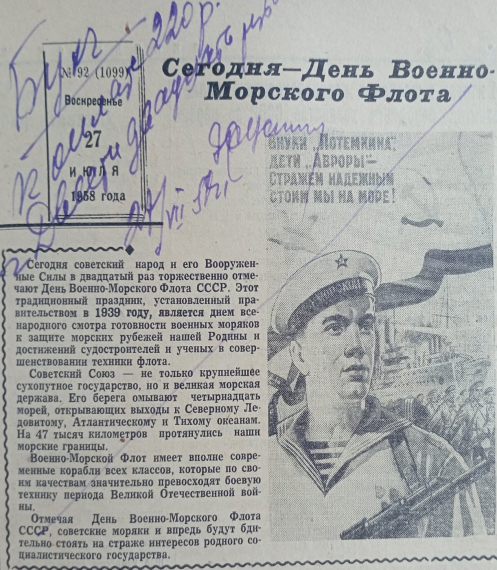 № 92 (1099)
Воскресенье
27
ИЮЛЯ
1958 года
Сегодня—День Военно-
Морского Флота
ВНУКИ „ПОТЕМКИНА“,
ДЕТИ „АВРОРЫ“—
СТРАЖЕМ НАДЕЖНЫМ
СТОИМ МЫ НА МОРЕ!
Сегодня советский народ и его Вооружен-
ные Силы в двадцатый раз торжественно отме-
чают День Военно-Морского Флота СССР. Этот
традиционный праздник, установленный пра-
вительством в 1939 году, является днем все-
народного смотра готовности военных моряков
к защите морских рубежей нашей Родины и
достижений судостроителей и ученых в совер-
шенствовании техники флота.
Советский Союз — не только крупнейшее
сухопутное государство, но и великая морская
держава. Его берега омывают четырнадцать
морей, открывающих выходы к Северному Ле-
довитому, Атлантическому и Тихому океанам.
На 47 тысяч километров протянулись наши
морские границы.
Военно-Морской Флот имеет вполне совре-
менные корабли всех классов, которые по сво-
им качествам значительно превосходят боевую
технику периода Великой Отечественной вой-
ны.
Отмечая День Военно-Морского Флота
СССР, советские моряки и впредь будут бди-
тельно стоять на страже интересов родного со-
циалистического государства.
220р.